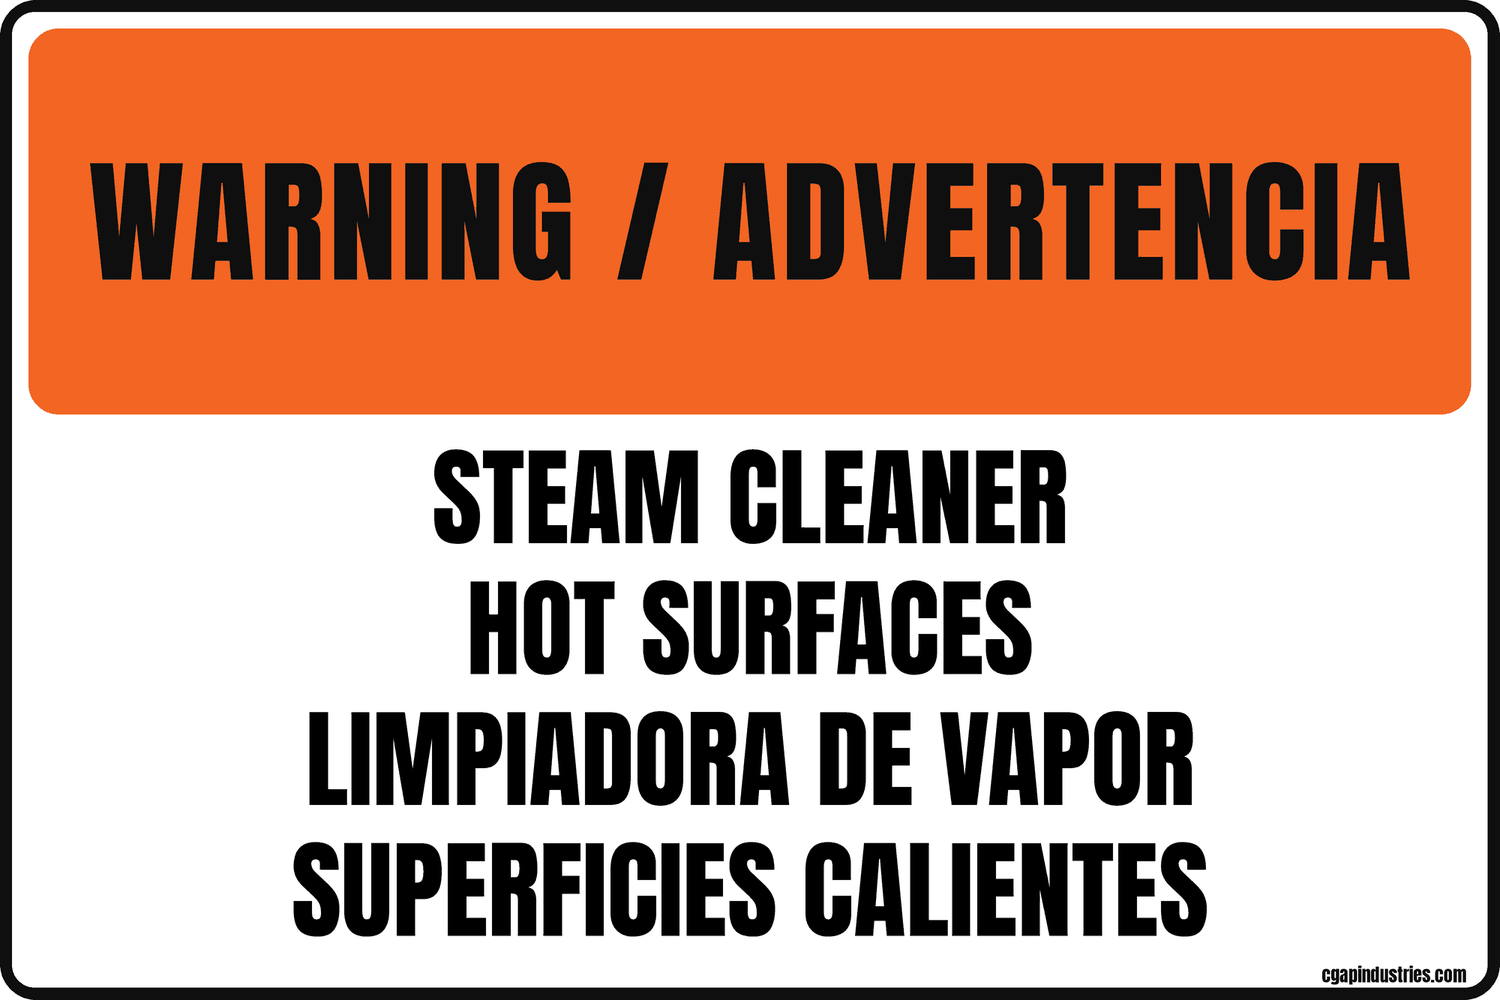 WARNING / ADVERTENCIA
STEAM CLEANER
HOT SURFACES
LIMPIADORA DE VAPOR
SUPERFICIES CALIENTES
cgapindustries.com